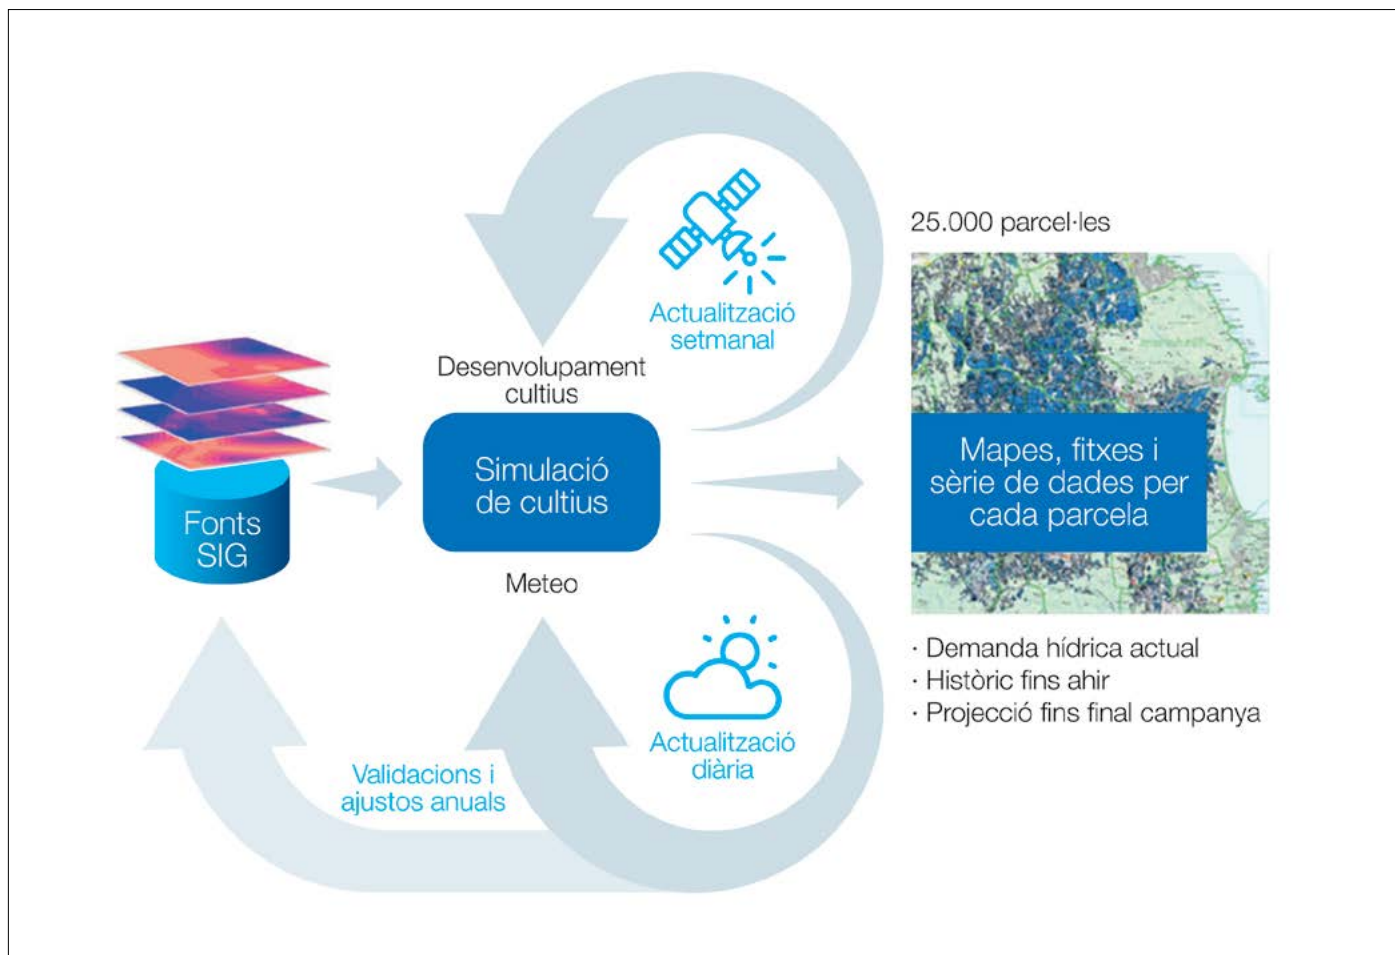 Actualització
setmanal
25.000 parcel·les
Desenvolupament
cultius
Fonts
SIG
Simulació
de cultius
Mapes, fitxes i
sèrie de dades per
cada parcela
Meteo
· Demanda hídrica actual
· Històric fins ahir
· Projecció fins final campanya
Actualització
diària
Validacions i
ajustos anuals